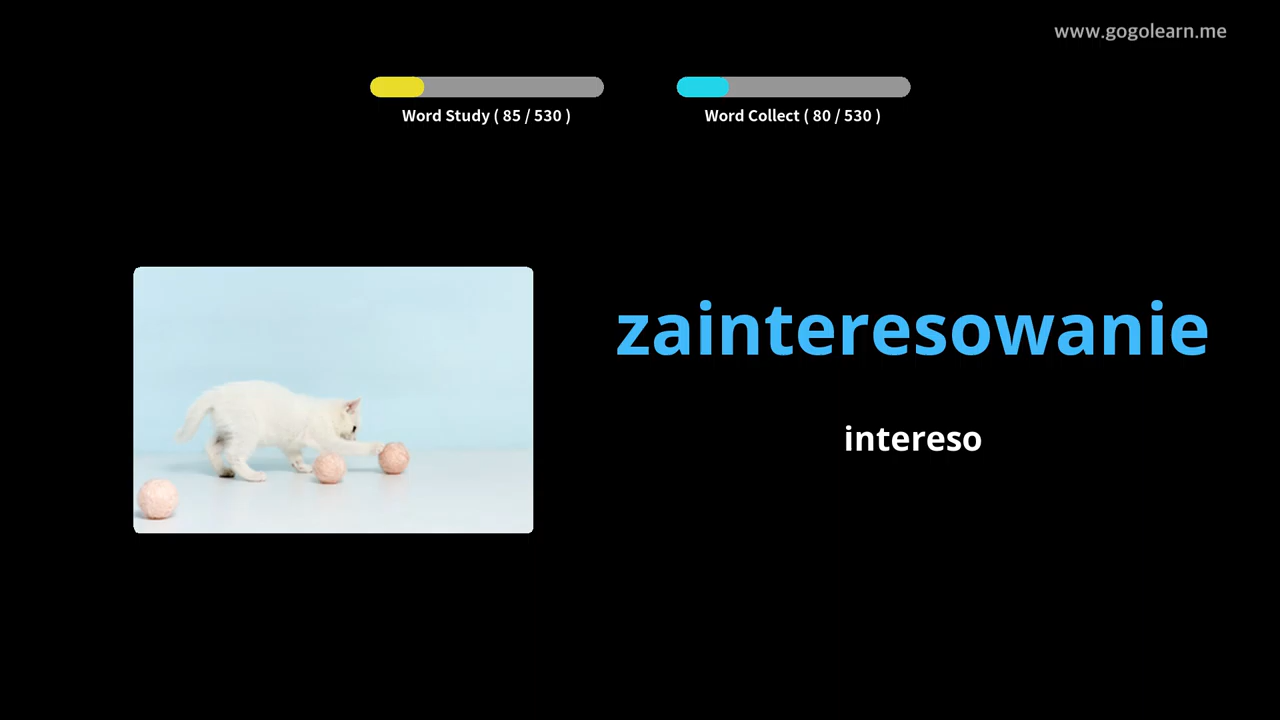 www.gogolearn.me
Word Study ( 85 / 530 )
Word Collect ( 80 / 530 )
zainteresowanie
intereso